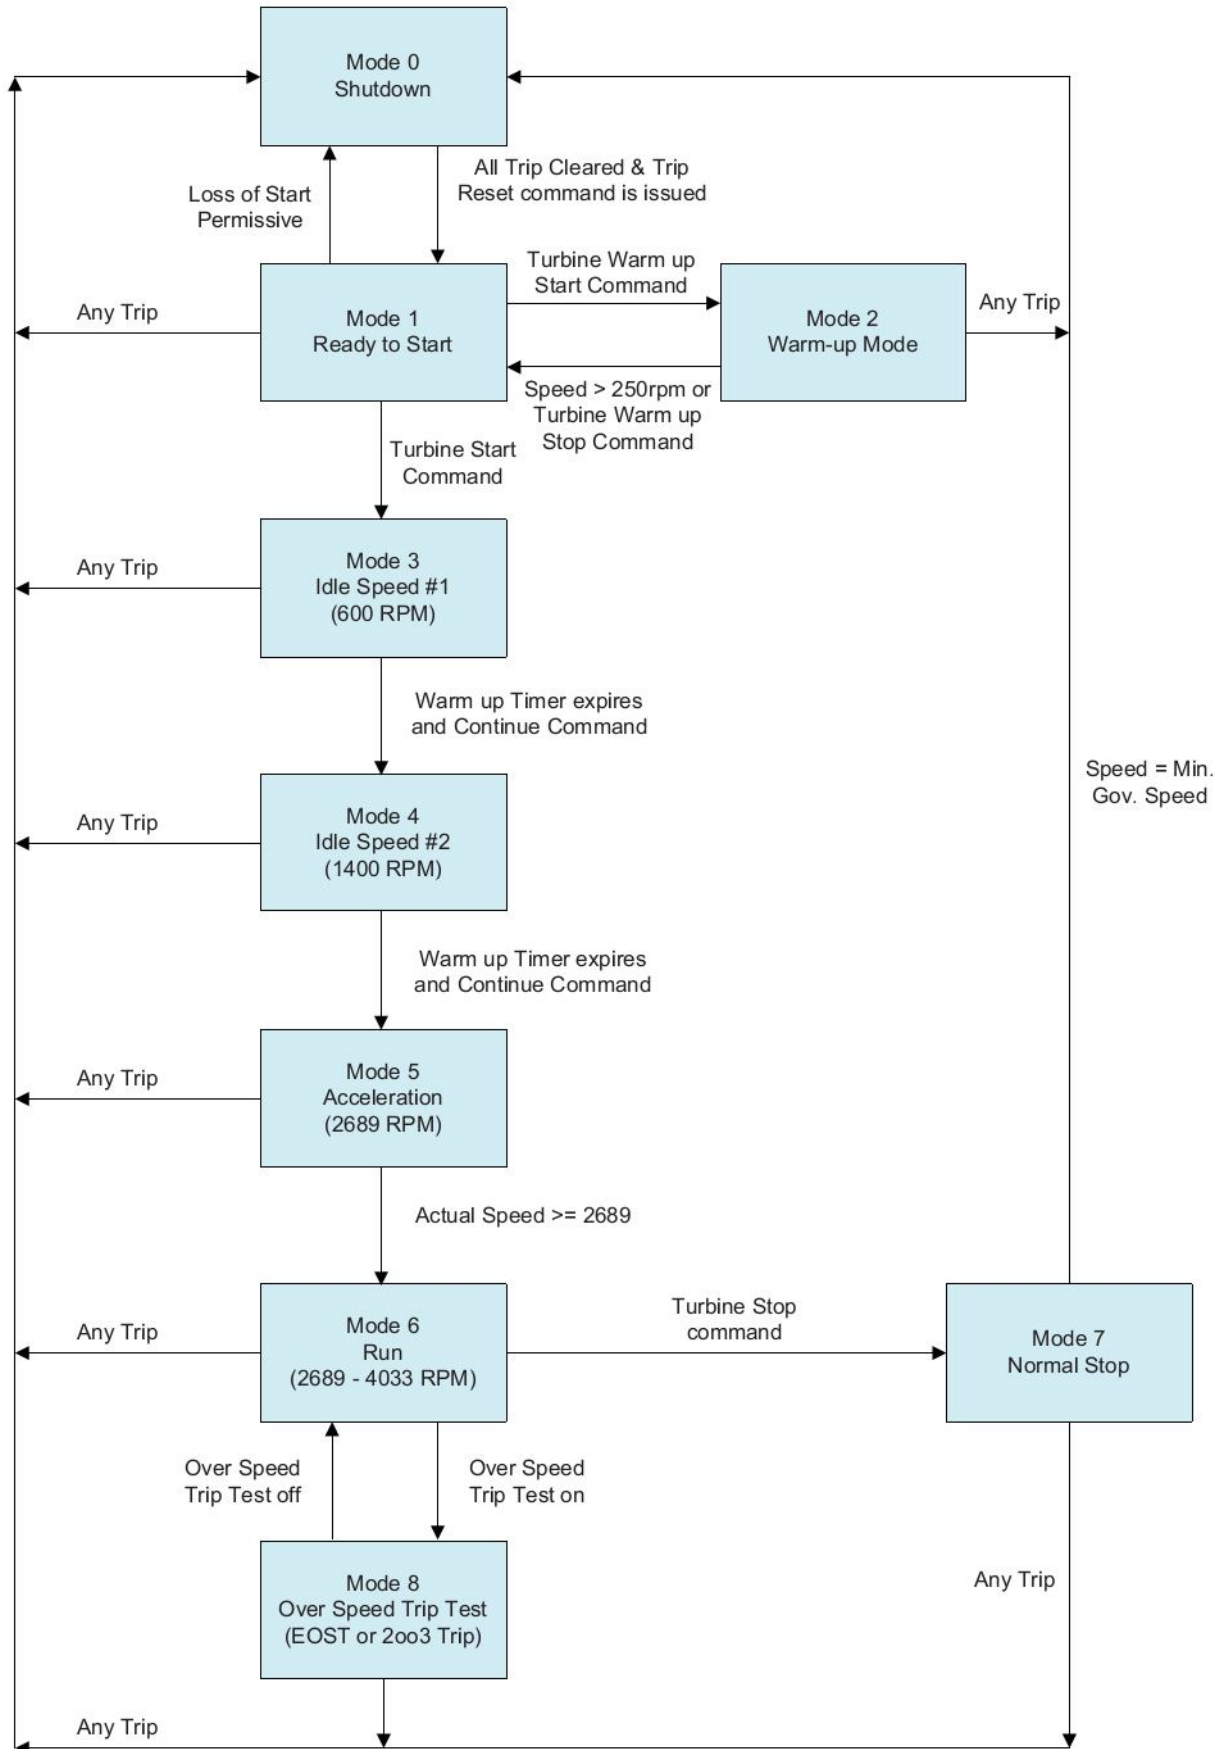 Mode 0
Shutdown
All Trip Cleared & Trip
Reset command is issued
Loss of Start
Permissive
Turbine Warm up
Start Command
Any Trip
Mode 1
Ready to Start
Mode 2
Warm-up Mode
Any Trip
Speed > 250rpm or
Turbine Warm up
Stop Command
Turbine Start
Command
Any Trip
Mode 3
Idle Speed #1
(600 RPM)
Warm up Timer expires
and Continue Command
Speed = Min.
Gov. Speed
Any Trip
Mode 4
Idle Speed #2
(1400 RPM)
Warm up Timer expires
and Continue Command
Any Trip
Mode 5
Acceleration
(2689 RPM)
Actual Speed >= 2689
Any Trip
Mode 6
Run
(2689 - 4033 RPM)
Turbine Stop
command
Mode 7
Normal Stop
Over Speed
Trip Test off
Over Speed
Trip Test on
Mode 8
Over Speed Trip Test
(EOST or 2oo3 Trip)
Any Trip
Any Trip